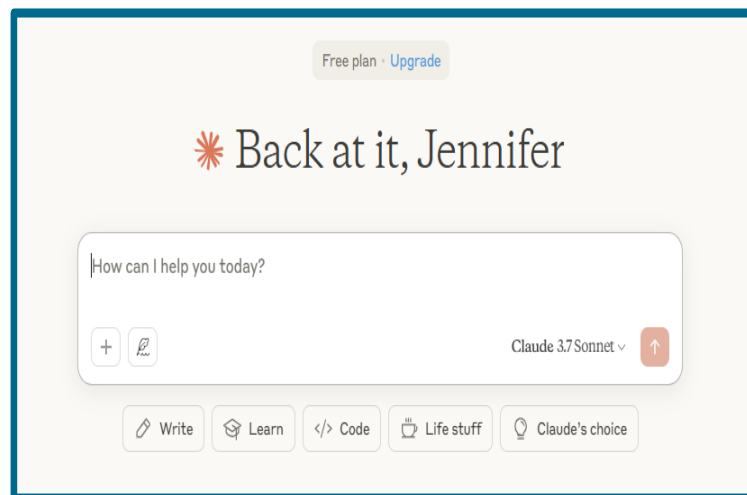 Free plan • Upgrade
Back at it, Jennifer
How can I help you today?
Claude 3.7 Sonnet
Write
Learn
</> Code
Life stuff
Claude's choice